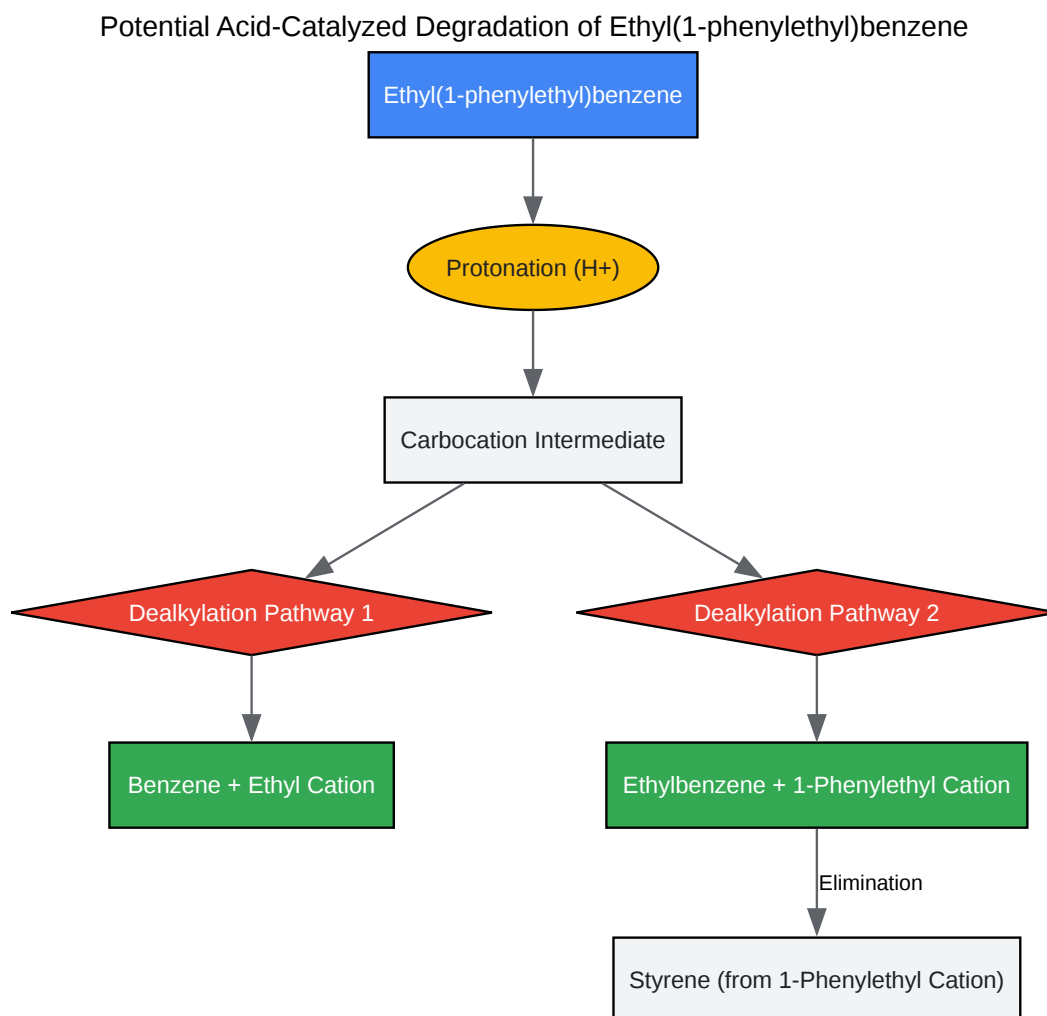 Potential Acid-Catalyzed Degradation of Ethyl(1-phenylethyl)benzene
Ethyl(1-phenylethyl)benzene
Protonation (H+)
Carbocation Intermediate
Dealkylation Pathway 1
Dealkylation Pathway 2
Benzene + Ethyl Cation
Ethylbenzene + 1-Phenylethyl Cation
Elimination
Styrene (from 1-Phenylethyl Cation)